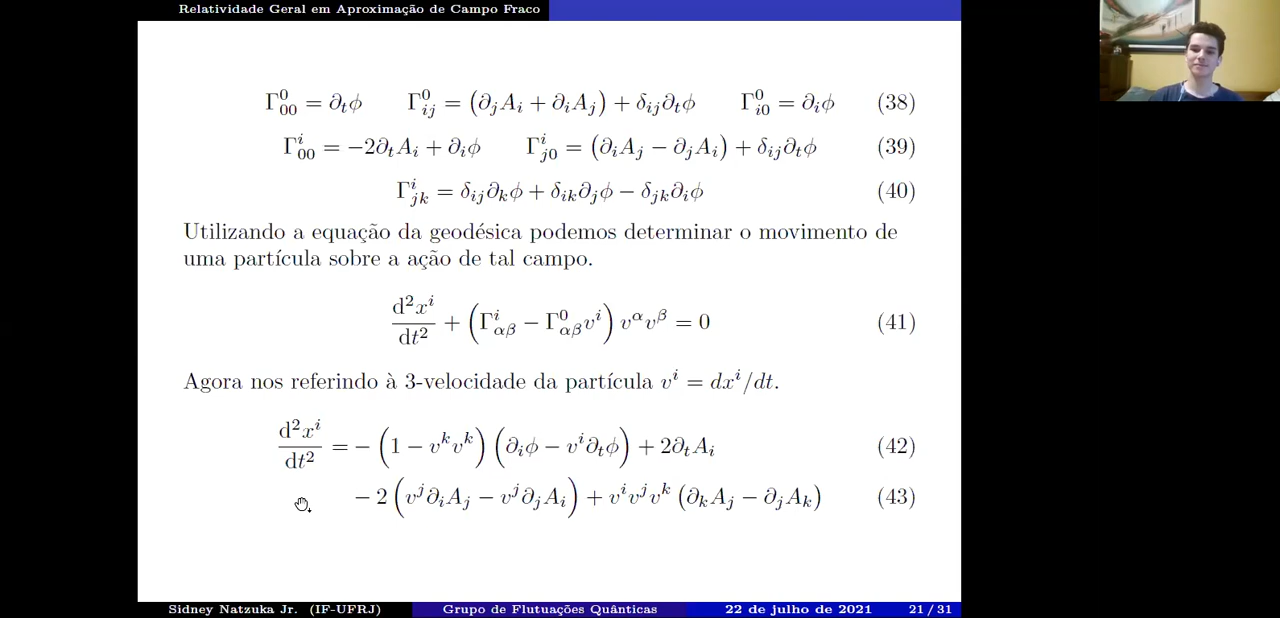 Relatividade Geral em Aproximação de Campo Fraco
Γ⁰₀₀ = ∂ₜϕ   Γ⁰ᵢⱼ = (∂ⱼAᵢ + ∂ᵢAⱼ) + δᵢⱼ∂ₜϕ   Γ⁰ᵢ₀ = ∂ᵢϕ   (38)
Γⁱ₀₀ = −2∂ₜAᵢ + ∂ᵢϕ   Γⁱⱼ₀ = (∂ᵢAⱼ − ∂ⱼAᵢ) + δᵢⱼ∂ₜϕ   (39)
Γⁱⱼₖ = δᵢⱼ∂ₖϕ + δᵢₖ∂ⱼϕ − δⱼₖ∂ᵢϕ   (40)
Utilizando a equação da geodésica podemos determinar o movimento de
uma partícula sobre a ação de tal campo.
d²xⁱ/dt² + (Γⁱ_αβ − Γ⁰_αβ vⁱ) v^α v^β = 0   (41)
Agora nos referindo à 3-velocidade da partícula vⁱ = dxⁱ/dt.
d²xⁱ/dt² = − (1 − vᵏvᵏ) (∂ᵢϕ − vⁱ∂ₜϕ) + 2∂ₜAᵢ   (42)
− 2 (vʲ∂ᵢAⱼ − vʲ∂ⱼAᵢ) + vⁱvʲvᵏ (∂ₖAⱼ − ∂ⱼAₖ)   (43)
Sidney Natzuka Jr. (IF-UFRJ)   Grupo de Flutuações Quânticas   22 de julho de 2021   21 / 31